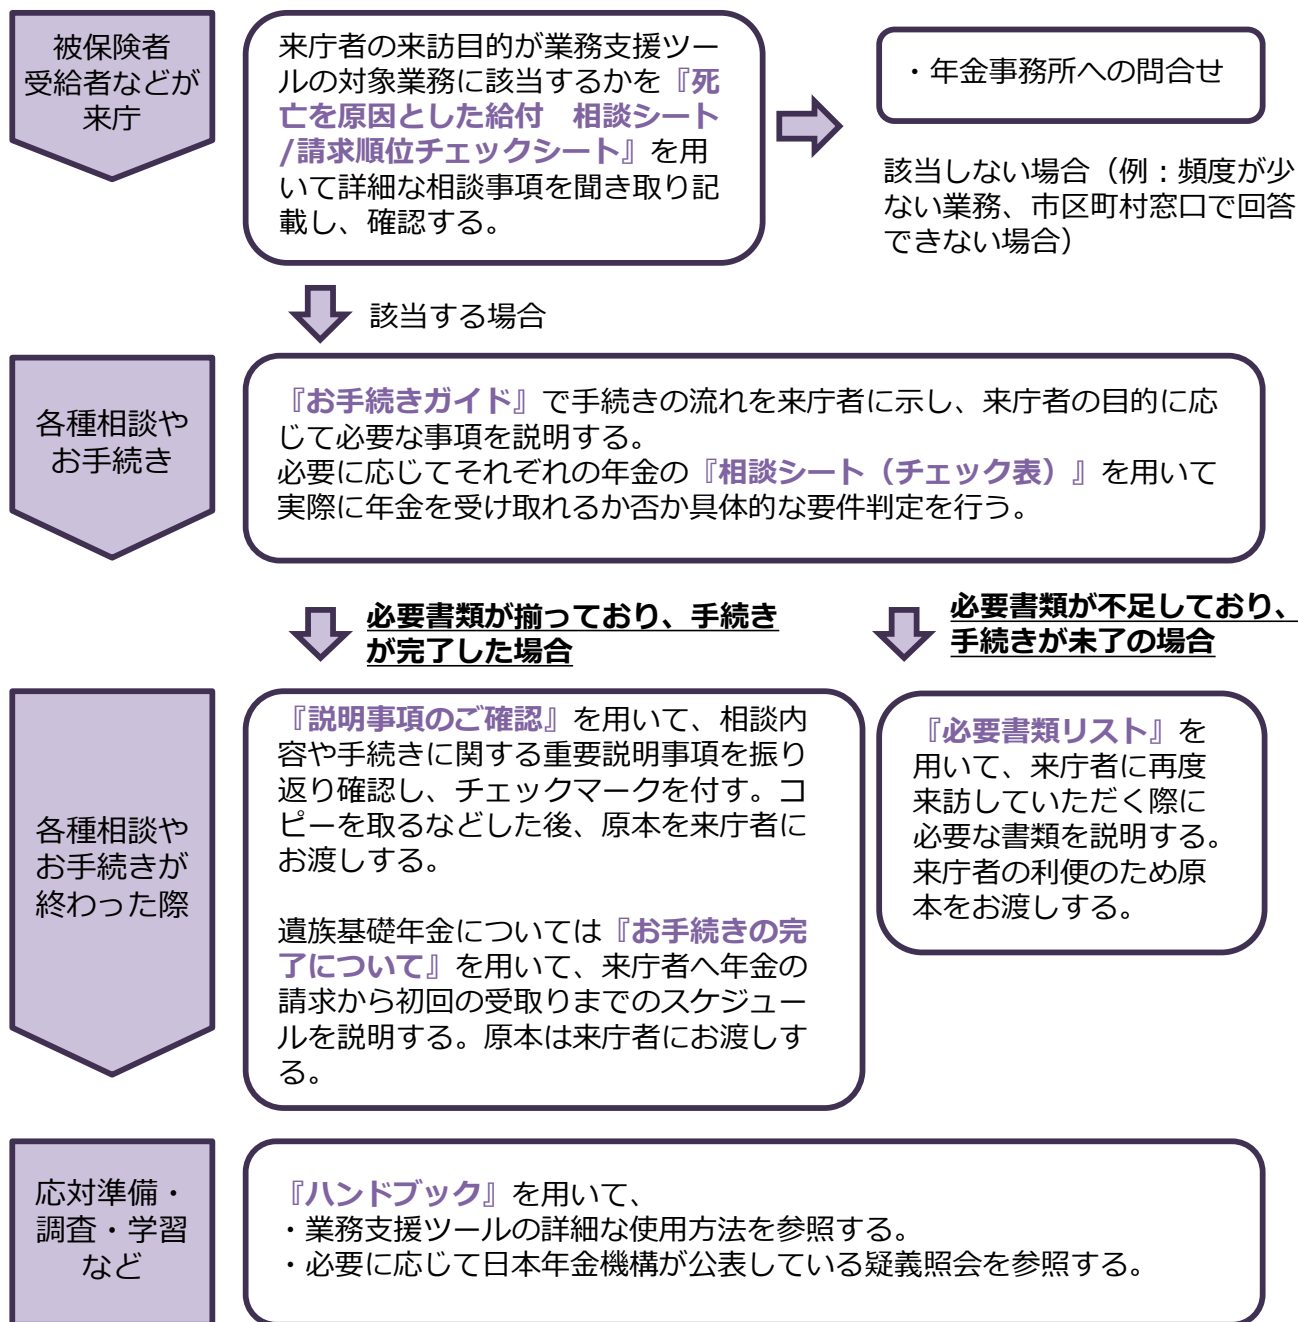 被保険者
受給者などが
来庁
来庁者の来訪目的が業務支援ツー
ルの対象業務に該当するかを『死
亡を原因とした給付　相談シート
/請求順位チェックシート』を用
いて詳細な相談事項を聞き取り記
載し、確認する。
・年金事務所への問合せ
該当しない場合（例：頻度が少
ない業務、市区町村窓口で回答
できない場合）
該当する場合
各種相談や
お手続き
『お手続きガイド』で手続きの流れを来庁者に示し、来庁者の目的に応
じて必要な事項を説明する。
必要に応じてそれぞれの年金の『相談シート（チェック表）』を用いて
実際に年金を受け取れるか否か具体的な要件判定を行う。
必要書類が揃っており、手続き
が完了した場合
必要書類が不足しており、
手続きが未了の場合
各種相談や
お手続きが
終わった際
『説明事項のご確認』を用いて、相談内
容や手続きに関する重要説明事項を振り
返り確認し、チェックマークを付す。コ
ピーを取るなどした後、原本を来庁者に
お渡しする。
遺族基礎年金については『お手続きの完
了について』を用いて、来庁者へ年金の
請求から初回の受取りまでのスケジュー
ルを説明する。原本は来庁者にお渡しす
る。
『必要書類リスト』を
用いて、来庁者に再度
来訪していただく際に
必要な書類を説明する。
来庁者の利便のため原
本をお渡しする。
応対準備・
調査・学習
など
『ハンドブック』を用いて、
・業務支援ツールの詳細な使用方法を参照する。
・必要に応じて日本年金機構が公表している疑義照会を参照する。